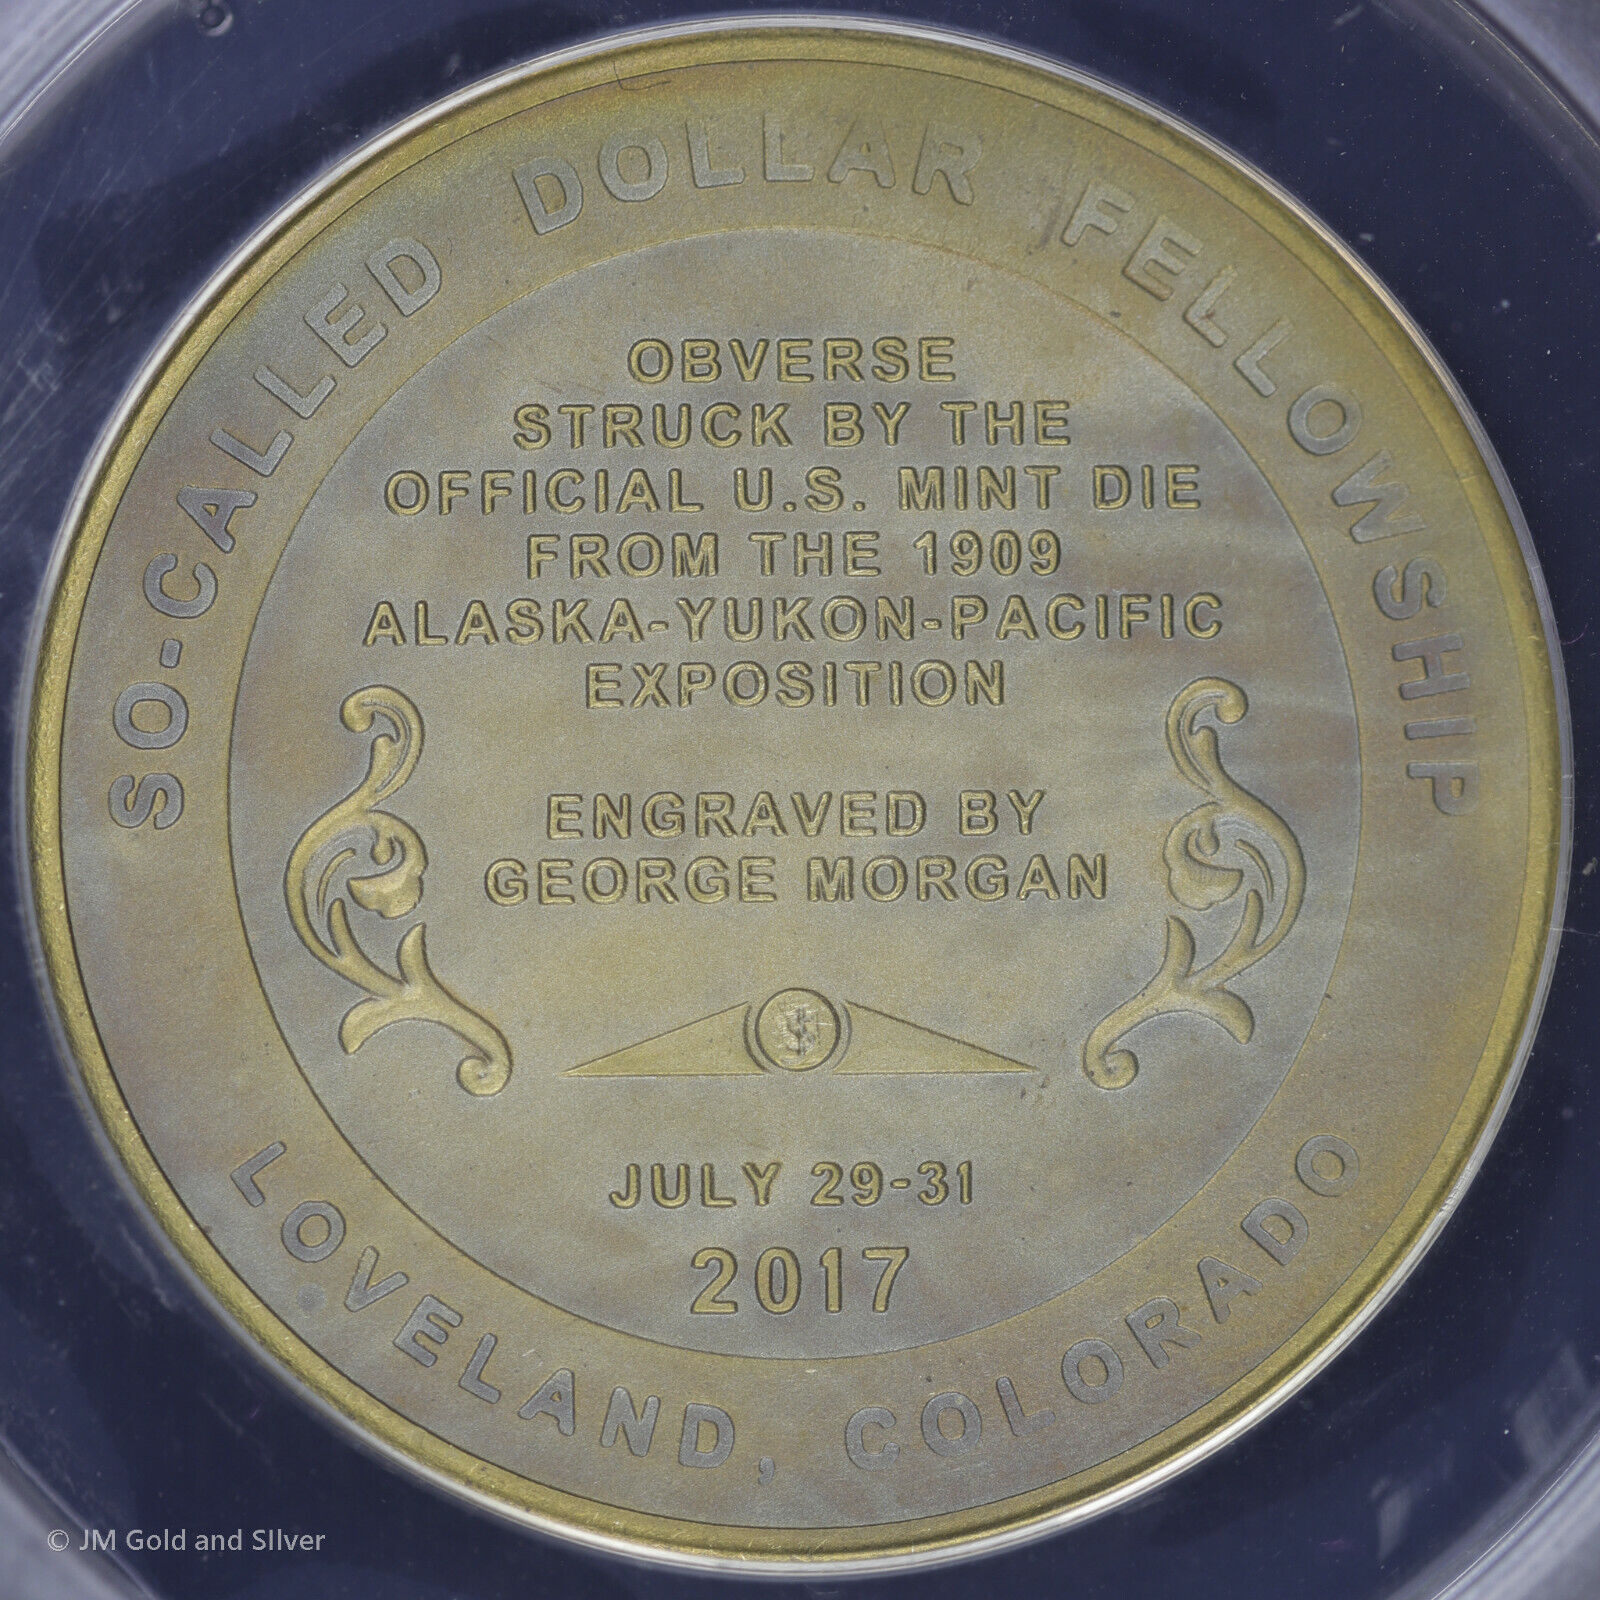 SO-CALLED DOLLAR FELLOWSHIP
OBVERSE
STRUCK BY THE
OFFICIAL U.S. MINT DIE
FROM THE 1909
ALASKA-YUKON-PACIFIC
EXPOSITION
ENGRAVED BY
GEORGE MORGAN
$
JULY 29-31
2017
LOVELAND, COLORADO
© JM Gold and SIlver